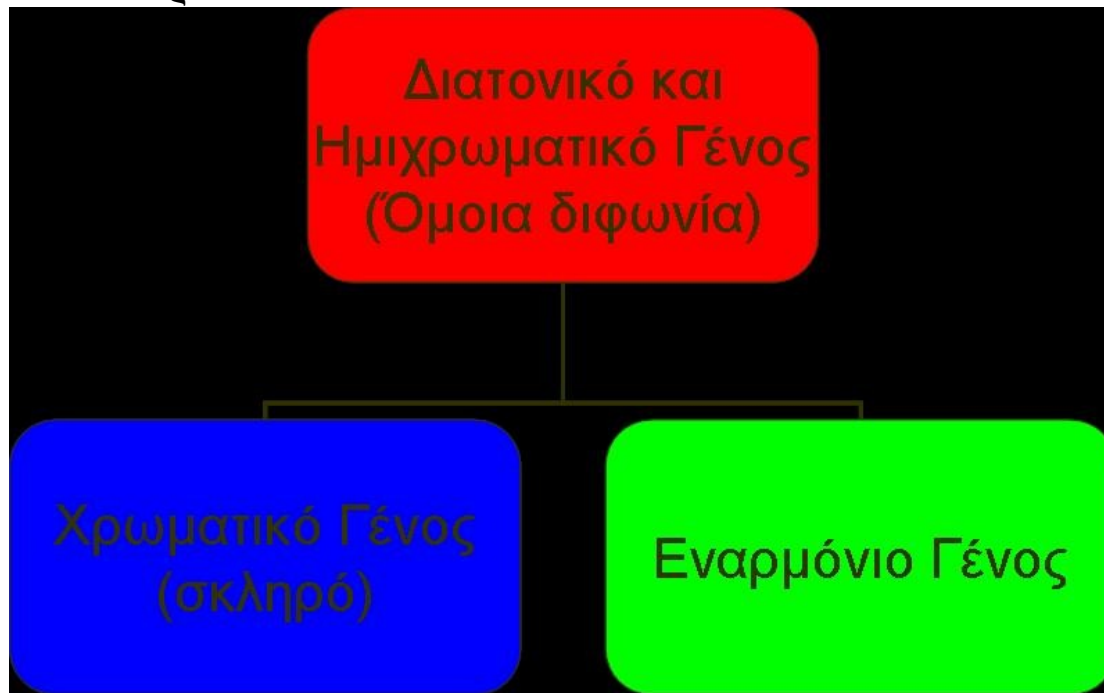 Διατονικό και
Ημιχρωματικό Γένος
(Όμοια διφωνία)
Χρωματικό Γένος
(σκληρό)
Εναρμόνιο Γένος